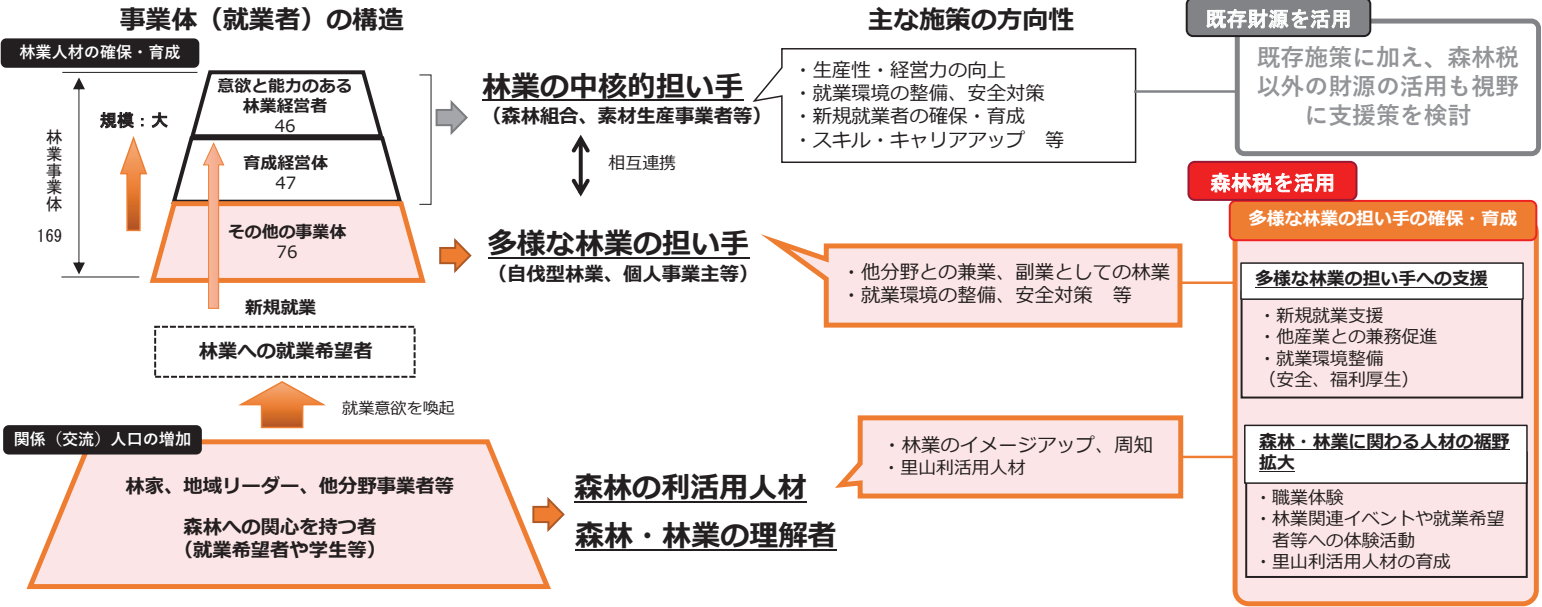 事業体（就業者）の構造
主な施策の方向性
林業人材の確保・育成
林業事業体
169
規模：大
意欲と能力のある
林業経営者
46
育成経営体
47
その他の事業体
76
新規就業
林業への就業希望者
就業意欲を喚起
林業の中核的担い手
（森林組合、素材生産事業者等）
相互連携
多様な林業の担い手
（自伐型林業、個人事業主等）
・生産性・経営力の向上
・就業環境の整備、安全対策
・新規就業者の確保・育成
・スキル・キャリアアップ　等
・他分野との兼業、副業としての林業
・就業環境の整備、安全対策　等
既存財源を活用
既存施策に加え、森林税
以外の財源の活用も視野
に支援策を検討
森林税を活用
多様な林業の担い手の確保・育成
多様な林業の担い手への支援
・新規就業支援
・他産業との兼務促進
・就業環境整備
（安全、福利厚生）
関係（交流）人口の増加
林家、地域リーダー、他分野事業者等
森林への関心を持つ者
（就業希望者や学生等）
森林の利活用人材
森林・林業の理解者
・林業のイメージアップ、周知
・里山利活用人材
森林・林業に関わる人材の裾野
拡大
・職業体験
・林業関連イベントや就業希望
者等への体験活動
・里山利活用人材の育成